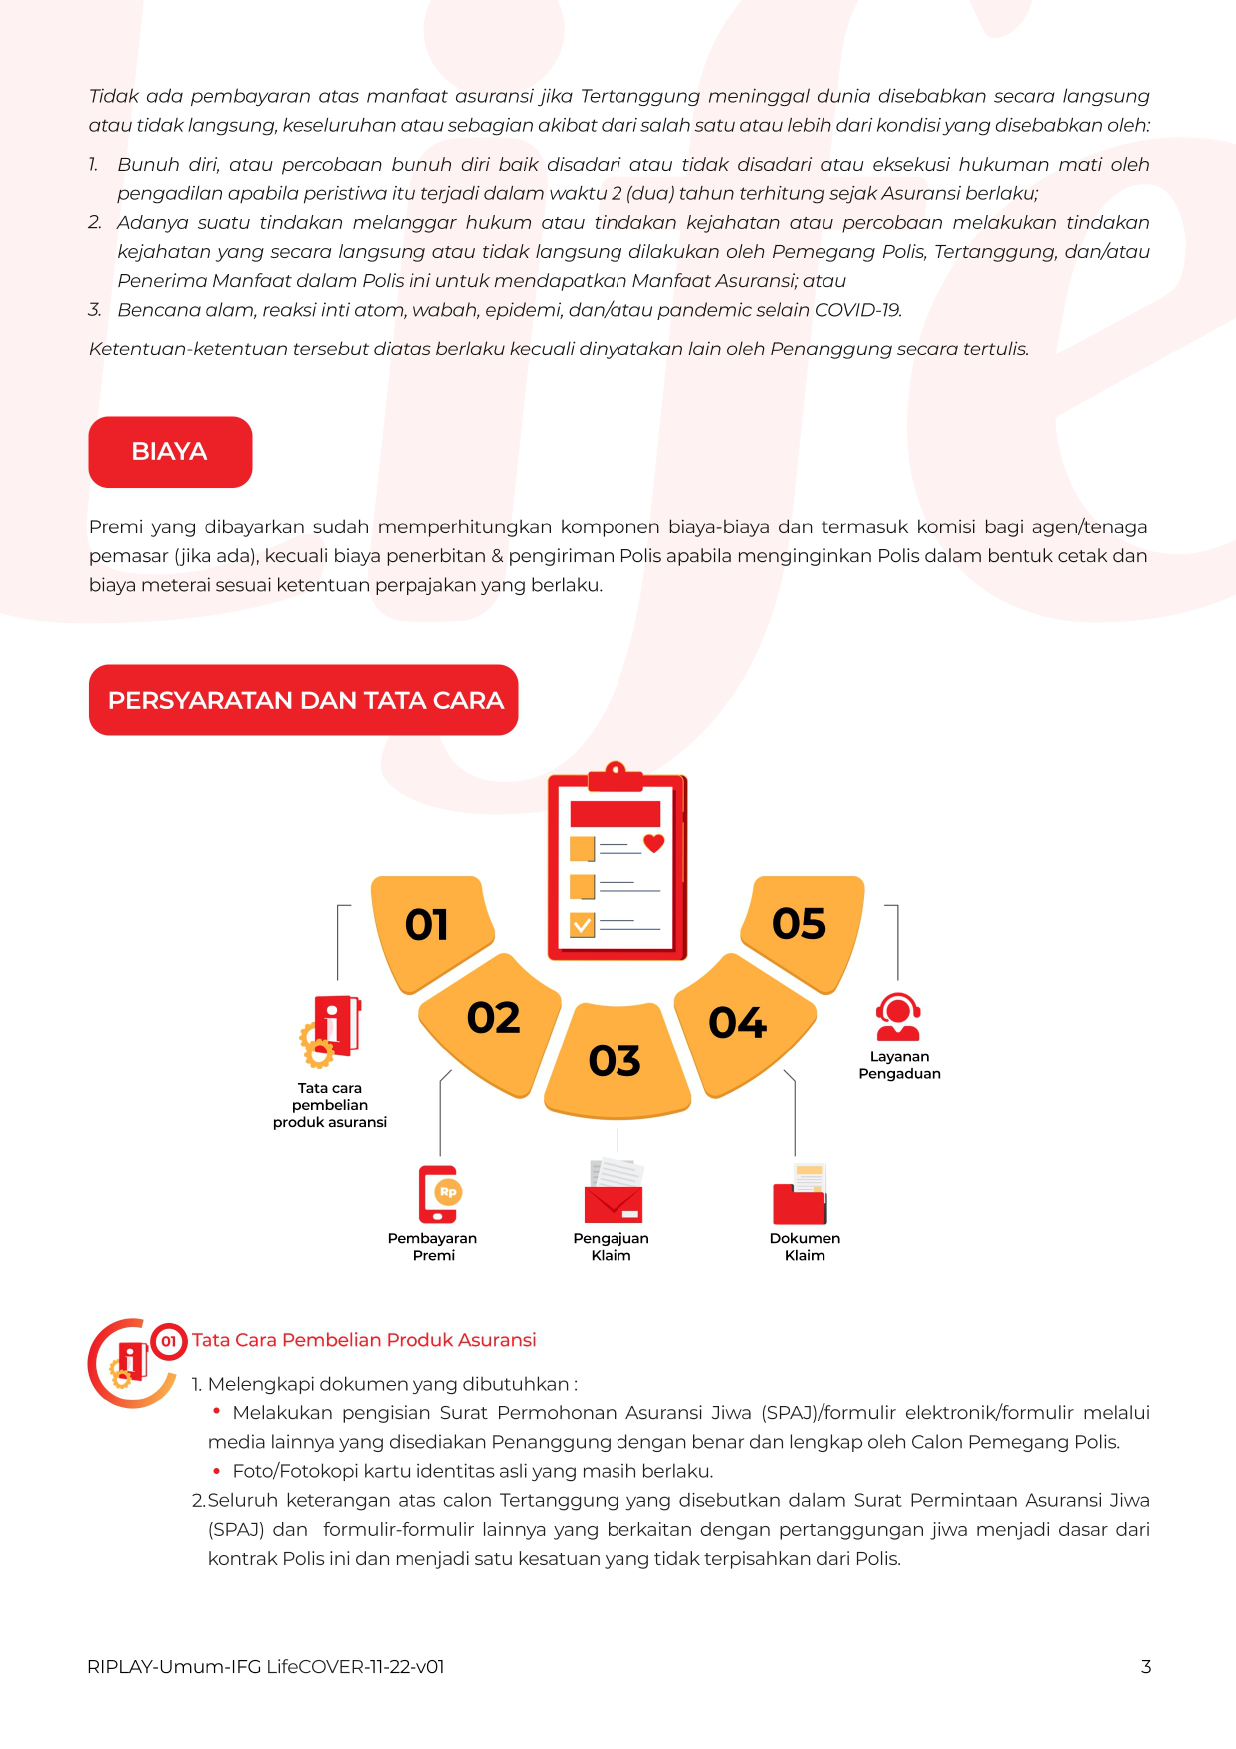 Tidak ada pembayaran atas manfaat asuransi jika Tertanggung meninggal dunia disebabkan secara langsung
atau tidak langsung, keseluruhan atau sebagian akibat dari salah satu atau lebih dari kondisi yang disebabkan oleh:
1. Bunuh diri, atau percobaan bunuh diri baik disadari atau tidak disadari atau eksekusi hukuman mati oleh
pengadilan apabila peristiwa itu terjadi dalam waktu 2 (dua) tahun terhitung sejak Asuransi berlaku;
2. Adanya suatu tindakan melanggar hukum atau tindakan kejahatan atau percobaan melakukan tindakan
kejahatan yang secara langsung atau tidak langsung dilakukan oleh Pemegang Polis, Tertanggung, dan/atau
Penerima Manfaat dalam Polis ini untuk mendapatkan Manfaat Asuransi; atau
3. Bencana alam, reaksi inti atom, wabah, epidemi, dan/atau pandemic selain COVID-19.
Ketentuan-ketentuan tersebut diatas berlaku kecuali dinyatakan lain oleh Penanggung secara tertulis.
BIAYA
Premi yang dibayarkan sudah memperhitungkan komponen biaya-biaya dan termasuk komisi bagi agen/tenaga
pemasar (jika ada), kecuali biaya penerbitan & pengiriman Polis apabila menginginkan Polis dalam bentuk cetak dan
biaya meterai sesuai ketentuan perpajakan yang berlaku.
PERSYARATAN DAN TATA CARA
01
02
03
04
05
Tata cara
pembelian
produk asuransi
Rp
Pembayaran
Premi
Pengajuan
Klaim
Dokumen
Klaim
Layanan
Pengaduan
01 Tata Cara Pembelian Produk Asuransi
1. Melengkapi dokumen yang dibutuhkan :
• Melakukan pengisian Surat Permohonan Asuransi Jiwa (SPAJ)/formulir elektronik/formulir melalui
media lainnya yang disediakan Penanggung dengan benar dan lengkap oleh Calon Pemegang Polis.
• Foto/Fotokopi kartu identitas asli yang masih berlaku.
2. Seluruh keterangan atas calon Tertanggung yang disebutkan dalam Surat Permintaan Asuransi Jiwa
(SPAJ) dan formulir-formulir lainnya yang berkaitan dengan pertanggungan jiwa menjadi dasar dari
kontrak Polis ini dan menjadi satu kesatuan yang tidak terpisahkan dari Polis.
RIPLAY-Umum-IFG LifeCOVER-11-22-v01
3
Life